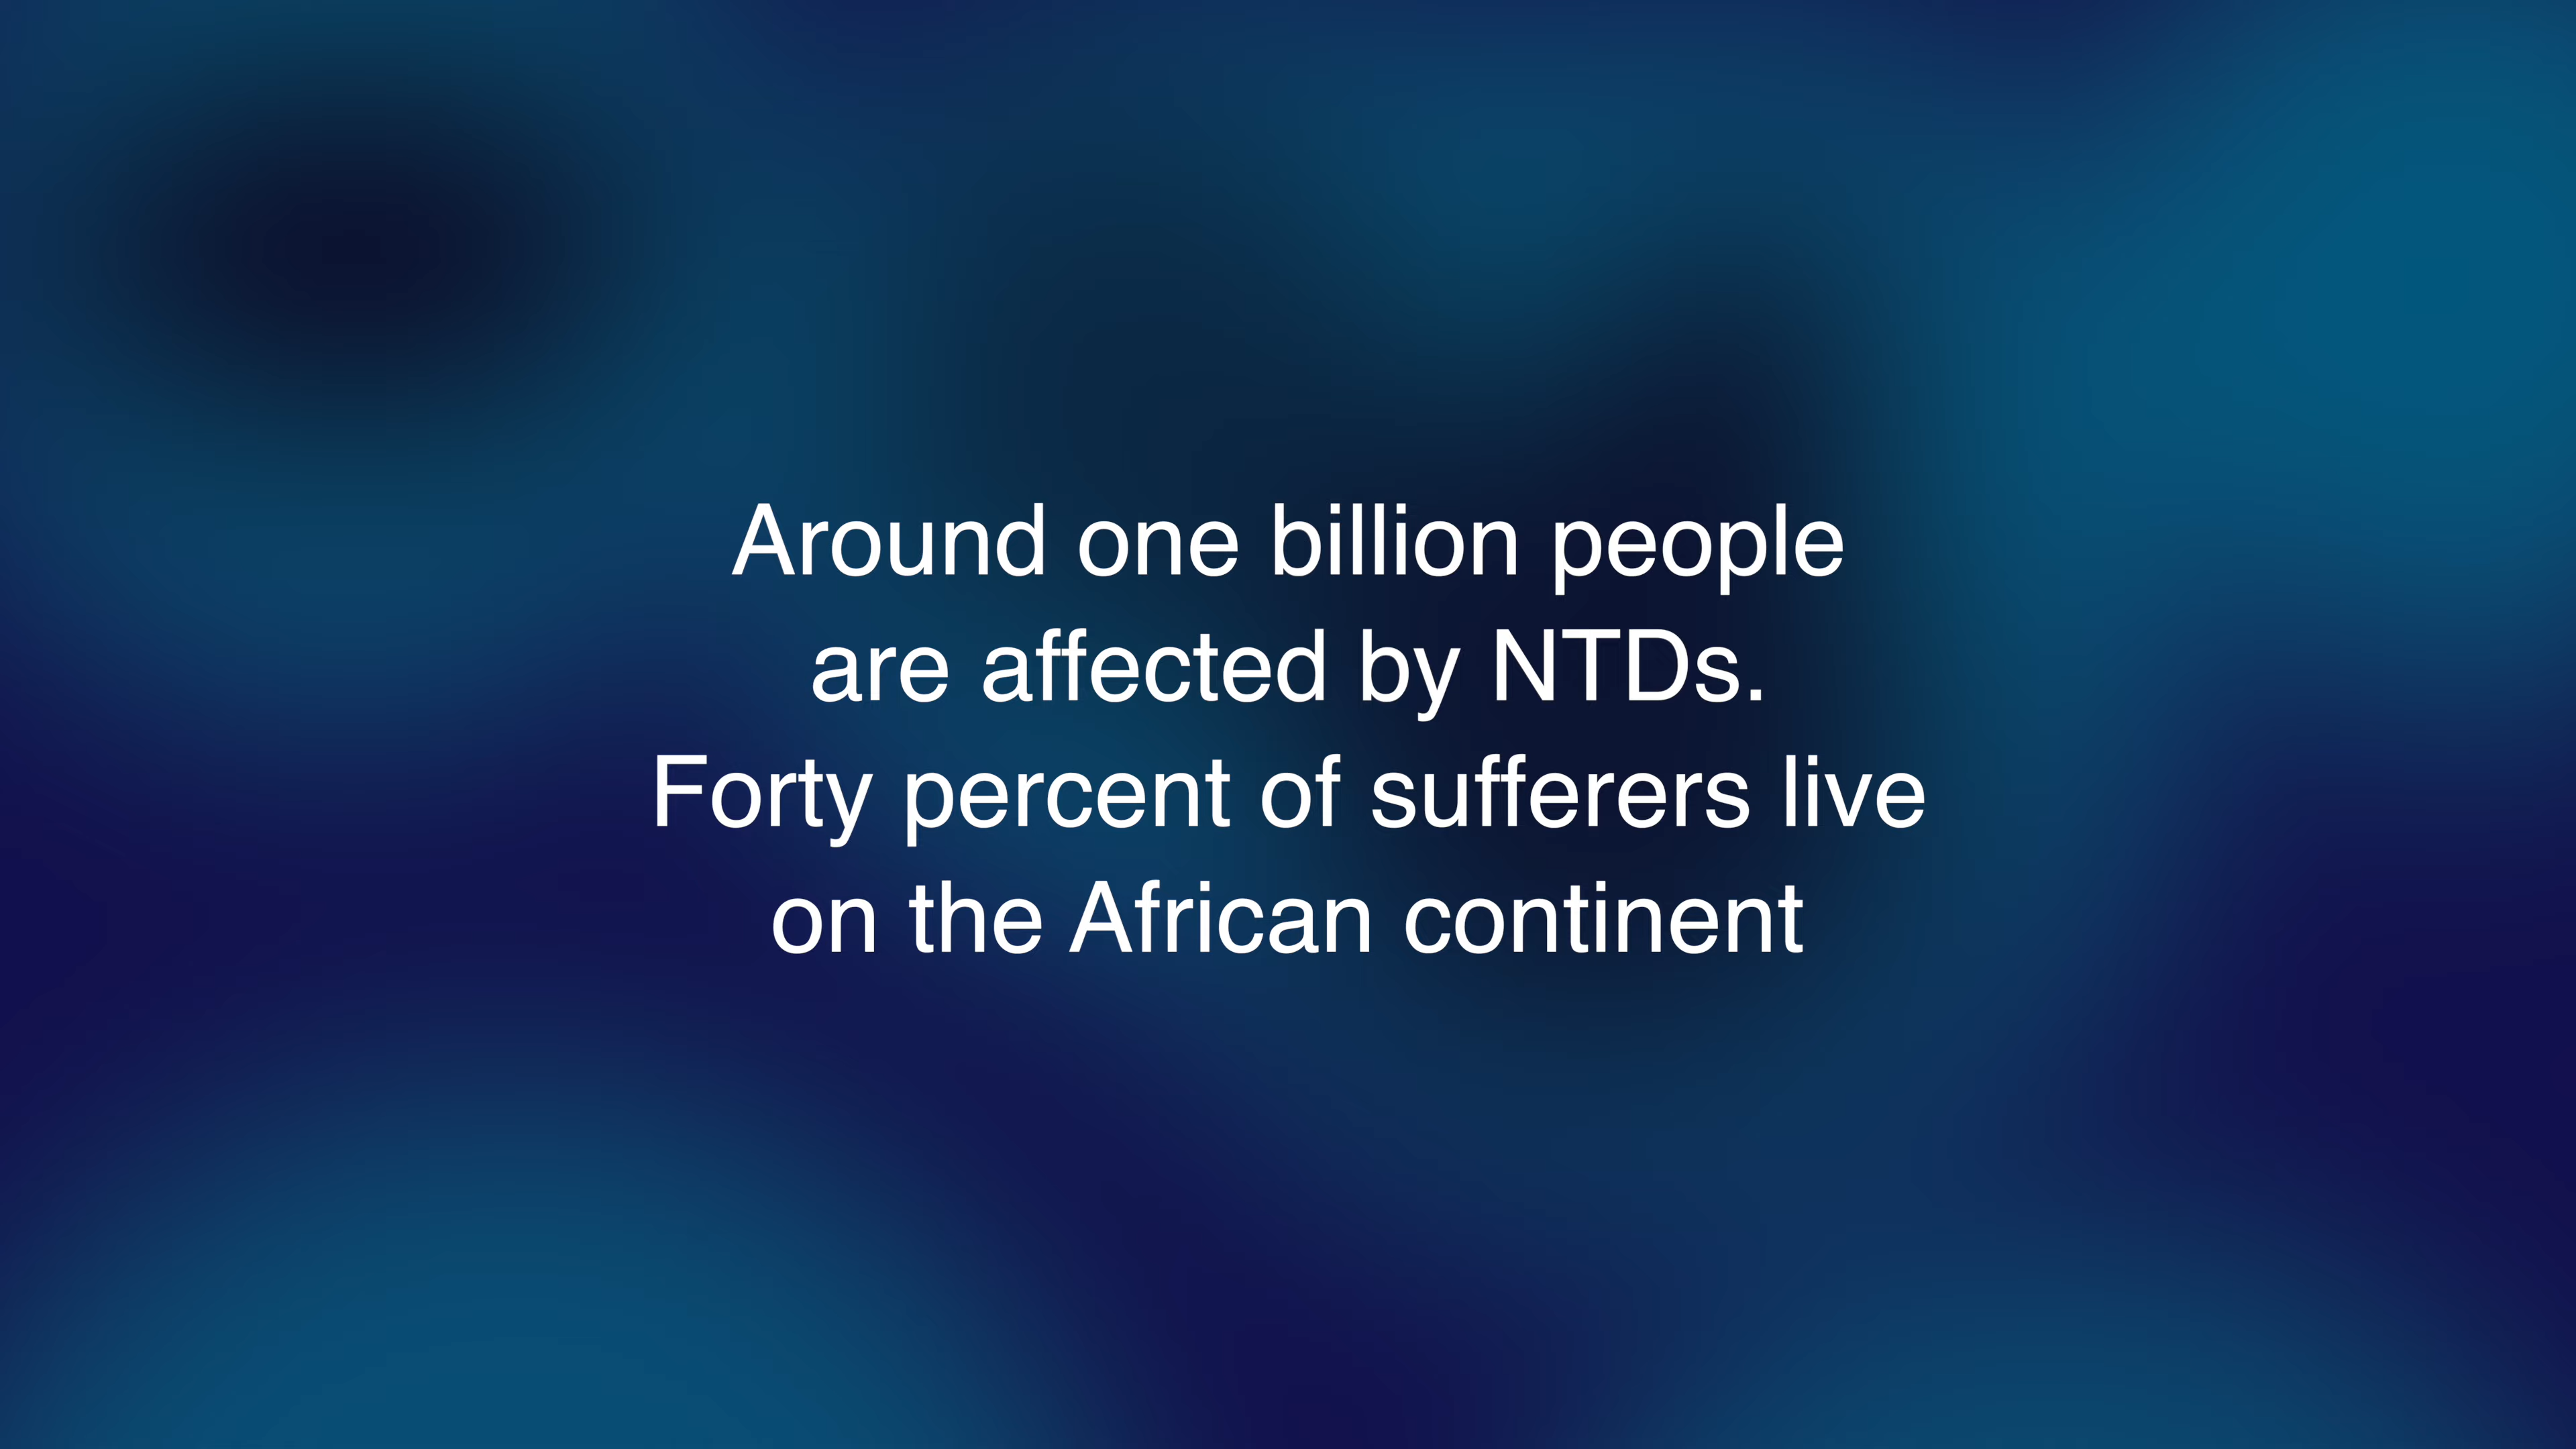 Around one billion people
are affected by NTDs.
Forty percent of sufferers live
on the African continent